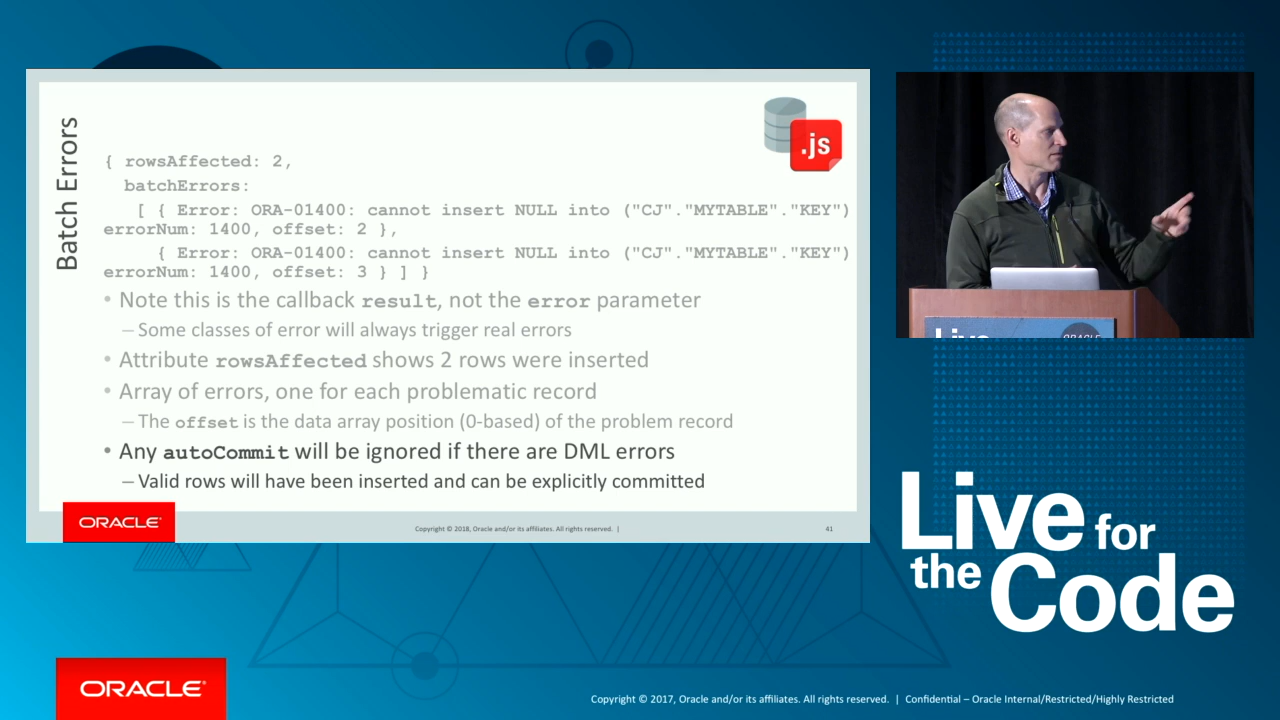 Batch Errors
.js
{ rowsAffected: 2,
batchErrors:
[ { Error: ORA-01400: cannot insert NULL into ("CJ"."MYTABLE"."KEY")
errorNum: 1400, offset: 2 },
{ Error: ORA-01400: cannot insert NULL into ("CJ"."MYTABLE"."KEY")
errorNum: 1400, offset: 3 } ] }
• Note this is the callback result, not the error parameter
– Some classes of error will always trigger real errors
• Attribute rowsAffected shows 2 rows were inserted
• Array of errors, one for each problematic record
– The offset is the data array position (0-based) of the problem record
• Any autoCommit will be ignored if there are DML errors
– Valid rows will have been inserted and can be explicitly committed
ORACLE®
Copyright © 2018, Oracle and/or its affiliates. All rights reserved. |
41
Live
ORACLE
Live for
the Code
ORACLE®
Copyright © 2017, Oracle and/or its affiliates. All rights reserved. | Confidential – Oracle Internal/Restricted/Highly Restricted